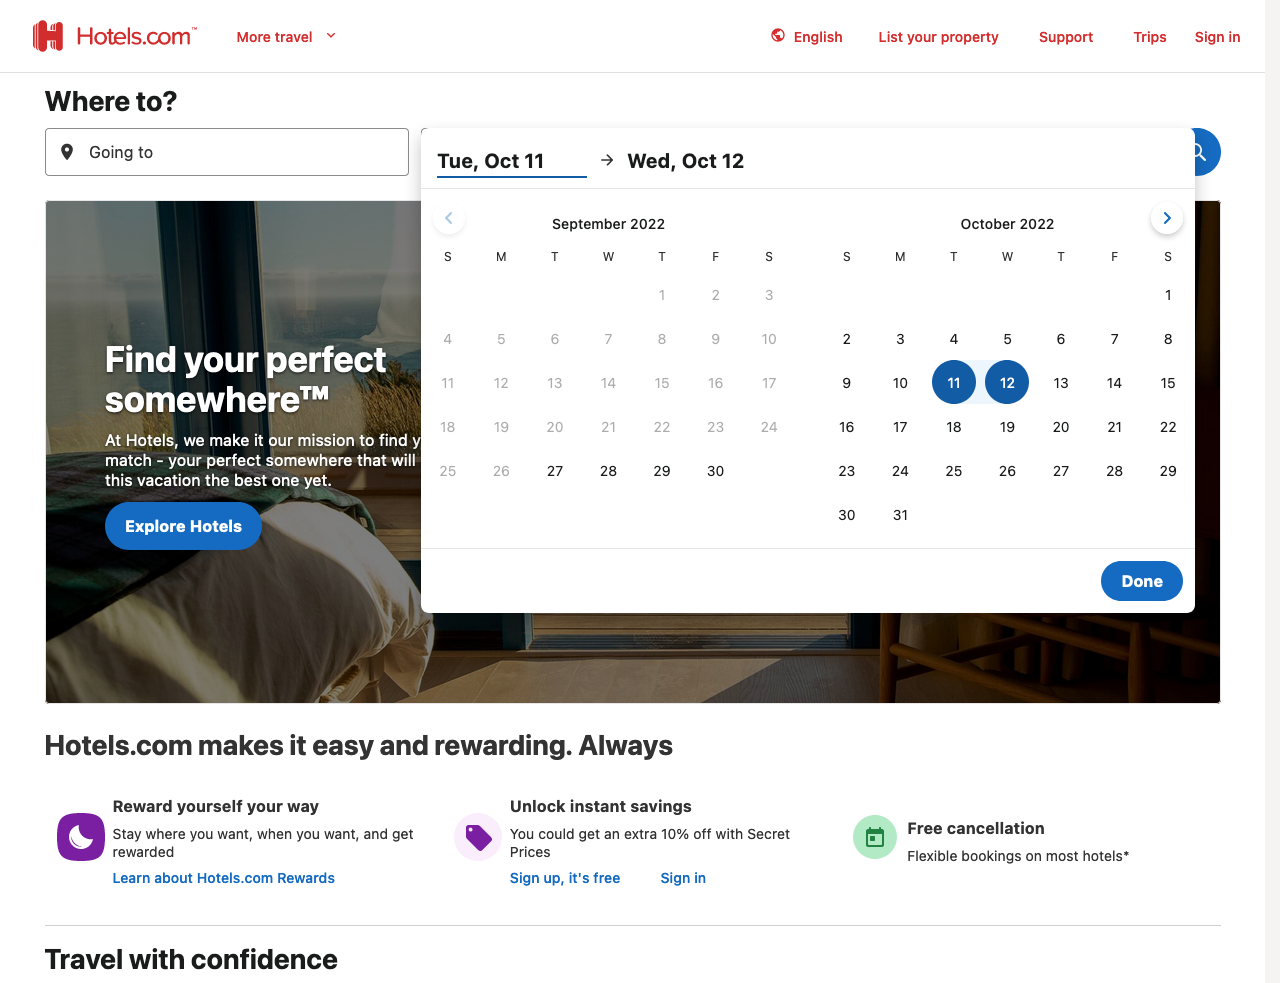 Hotels.com™
More travel
English
List your property
Support
Trips
Sign in
Where to?
Going to
Tue, Oct 11
Wed, Oct 12
September 2022
S M T W T F S
1 2 3
4 5 6 7 8 9 10
11 12 13 14 15 16 17
18 19 20 21 22 23 24
25 26 27 28 29 30
October 2022
S M T W T F S
1
2 3 4 5 6 7 8
9 10 11 12 13 14 15
16 17 18 19 20 21 22
23 24 25 26 27 28 29
30 31
Done
Find your perfect
somewhere™
At Hotels, we make it our mission to find
match - your perfect somewhere that will
this vacation the best one yet.
Explore Hotels
Hotels.com makes it easy and rewarding. Always
Reward yourself your way
Stay where you want, when you want, and get
rewarded
Learn about Hotels.com Rewards
Unlock instant savings
You could get an extra 10% off with Secret
Prices
Sign up, it's free
Sign in
Free cancellation
Flexible bookings on most hotels*
Travel with confidence